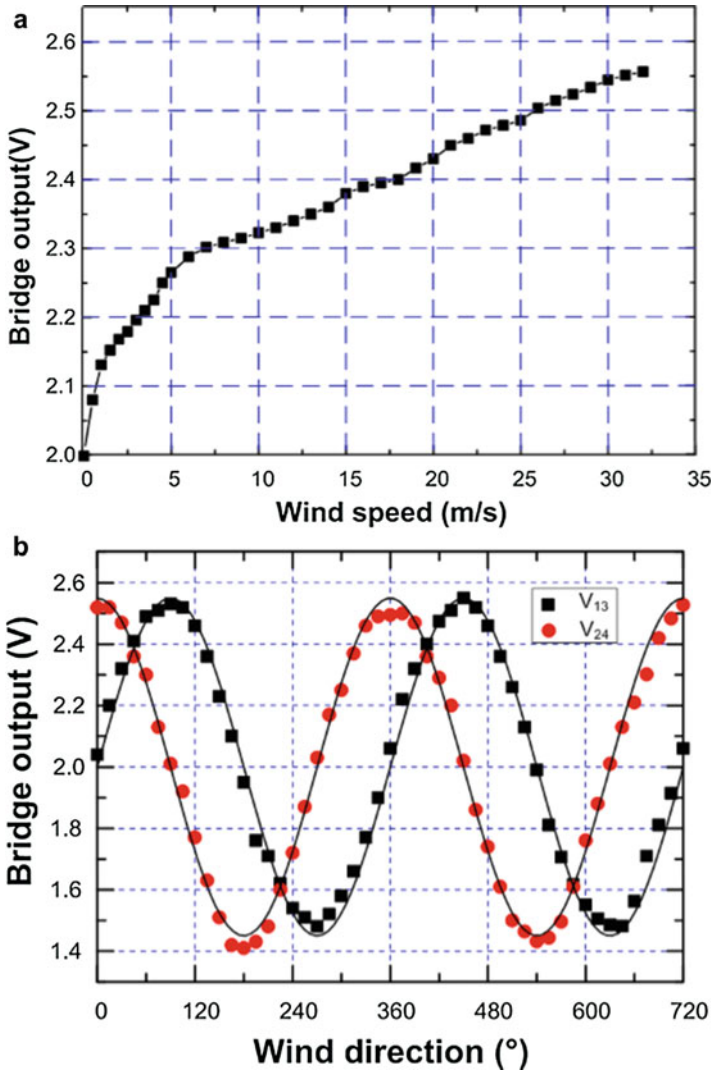 a
2.6
2.5
2.4
2.3
2.2
2.1
2.0
Bridge output(V)
0 5 10 15 20 25 30 35
Wind speed (m/s)
b
2.6
2.4
2.2
2.0
1.8
1.6
1.4
Bridge output (V)
V₁₃
V₂₄
0 120 240 360 480 600 720
Wind direction (°)